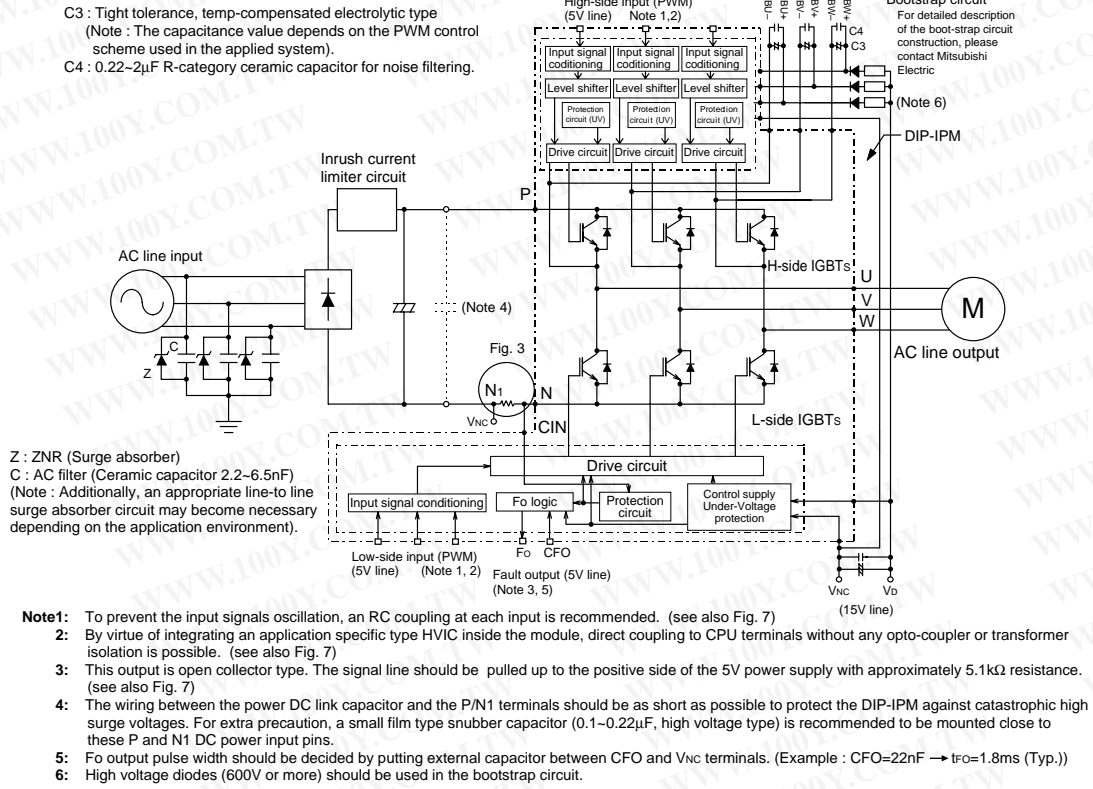 C3 : Tight tolerance, temp-compensated electrolytic type
(Note : The capacitance value depends on the PWM control
scheme used in the applied system).
C4 : 0.22~2μF R-category ceramic capacitor for noise filtering.
High-side input (PWM)
(5V line) Note 1,2)
Bootstrap circuit
For detailed description
of the boot-strap circuit
construction, please
contact Mitsubishi
Electric
C4
C3
(Note 6)
DIP-IPM
Input signal coditioning
Input signal coditioning
Input signal coditioning
Level shifter
Level shifter
Level shifter
Protection circuit (UV)
Protection circuit (UV)
Protection circuit (UV)
Drive circuit
Drive circuit
Drive circuit
Inrush current
limiter circuit
P
AC line input
H-side IGBTs
U
V
W
M
AC line output
(Note 4)
C
Z
Fig. 3
N1
N
VNC
CIN
L-side IGBTs
Z : ZNR (Surge absorber)
C : AC filter (Ceramic capacitor 2.2~6.5nF)
(Note : Additionally, an appropriate line-to line
surge absorber circuit may become necessary
depending on the application environment).
Drive circuit
Input signal conditioning
Fo logic
Protection
circuit
Control supply
Under-Voltage
protection
Low-side input (PWM)
(5V line) (Note 1, 2)
FO CFO
Fault output (5V line)
(Note 3, 5)
VNC VD
(15V line)
Note1: To prevent the input signals oscillation, an RC coupling at each input is recommended. (see also Fig. 7)
2: By virtue of integrating an application specific type HVIC inside the module, direct coupling to CPU terminals without any opto-coupler or transformer
isolation is possible. (see also Fig. 7)
3: This output is open collector type. The signal line should be pulled up to the positive side of the 5V power supply with approximately 5.1kΩ resistance.
(see also Fig. 7)
4: The wiring between the power DC link capacitor and the P/N1 terminals should be as short as possible to protect the DIP-IPM against catastrophic high
surge voltages. For extra precaution, a small film type snubber capacitor (0.1~0.22μF, high voltage type) is recommended to be mounted close to
these P and N1 DC power input pins.
5: Fo output pulse width should be decided by putting external capacitor between CFO and VNC terminals. (Example : CFO=22nF → tFO=1.8ms (Typ.))
6: High voltage diodes (600V or more) should be used in the bootstrap circuit.
WWW.100Y.COM.TW